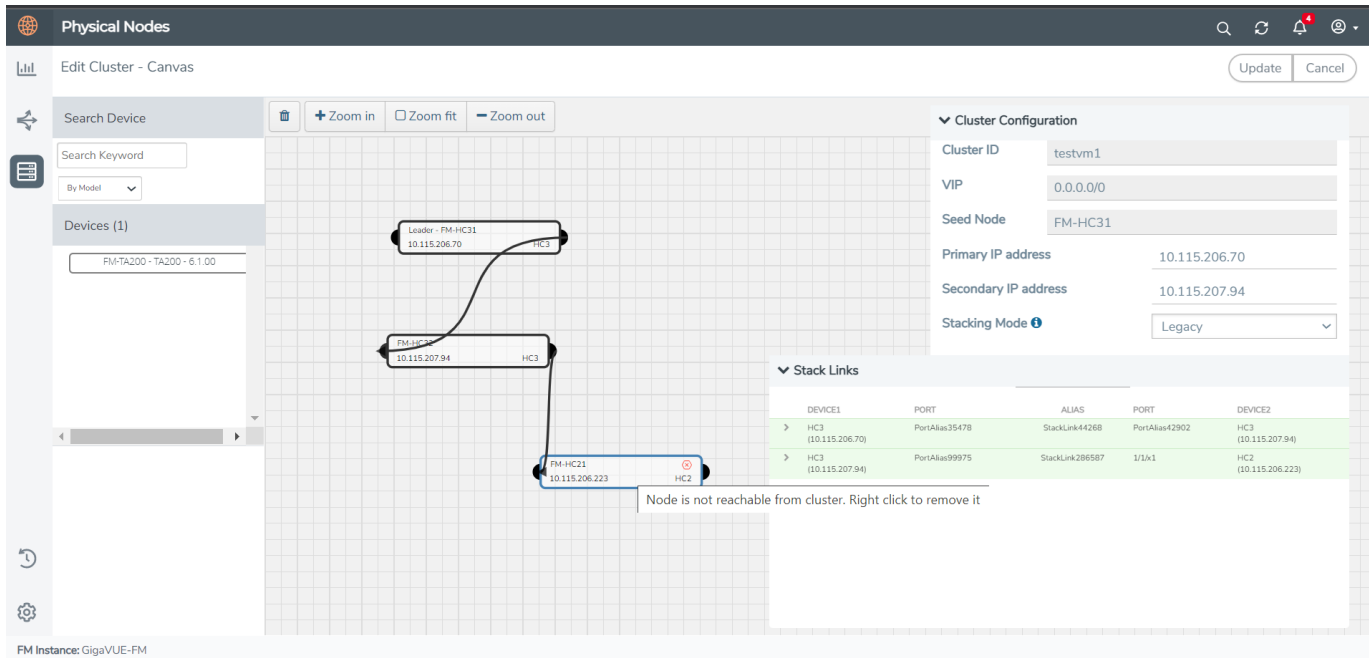 Physical Nodes
4
Edit Cluster - Canvas
Update
Cancel
Search Device
Zoom in
Zoom fit
Zoom out
Search Keyword
By Model
Devices (1)
FM-TA200 - TA200 - 6.1.00
Leader - FM-HC31
10.115.206.70
HC3
FM-HC32
10.115.207.94
HC3
FM-HC21
10.115.206.223
HC2
Node is not reachable from cluster. Right click to remove it
Cluster Configuration
Cluster ID
testvm1
VIP
0.0.0.0/0
Seed Node
FM-HC31
Primary IP address
10.115.206.70
Secondary IP address
10.115.207.94
Stacking Mode
Legacy
Stack Links
DEVICE1 PORT ALIAS PORT DEVICE2
HC3 PortAlias35478 StackLink44268 PortAlias42902 HC3
(10.115.206.70) (10.115.207.94)
HC3 PortAlias99975 StackLink286587 1/1/x1 HC2
(10.115.207.94) (10.115.206.223)
FM Instance: GigaVUE-FM